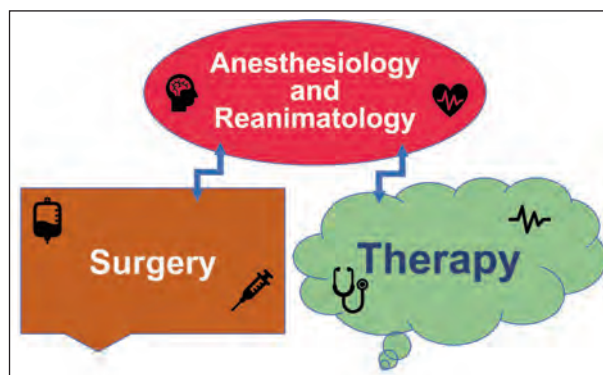 Anesthesiology
and
Reanimatology
Surgery
Therapy